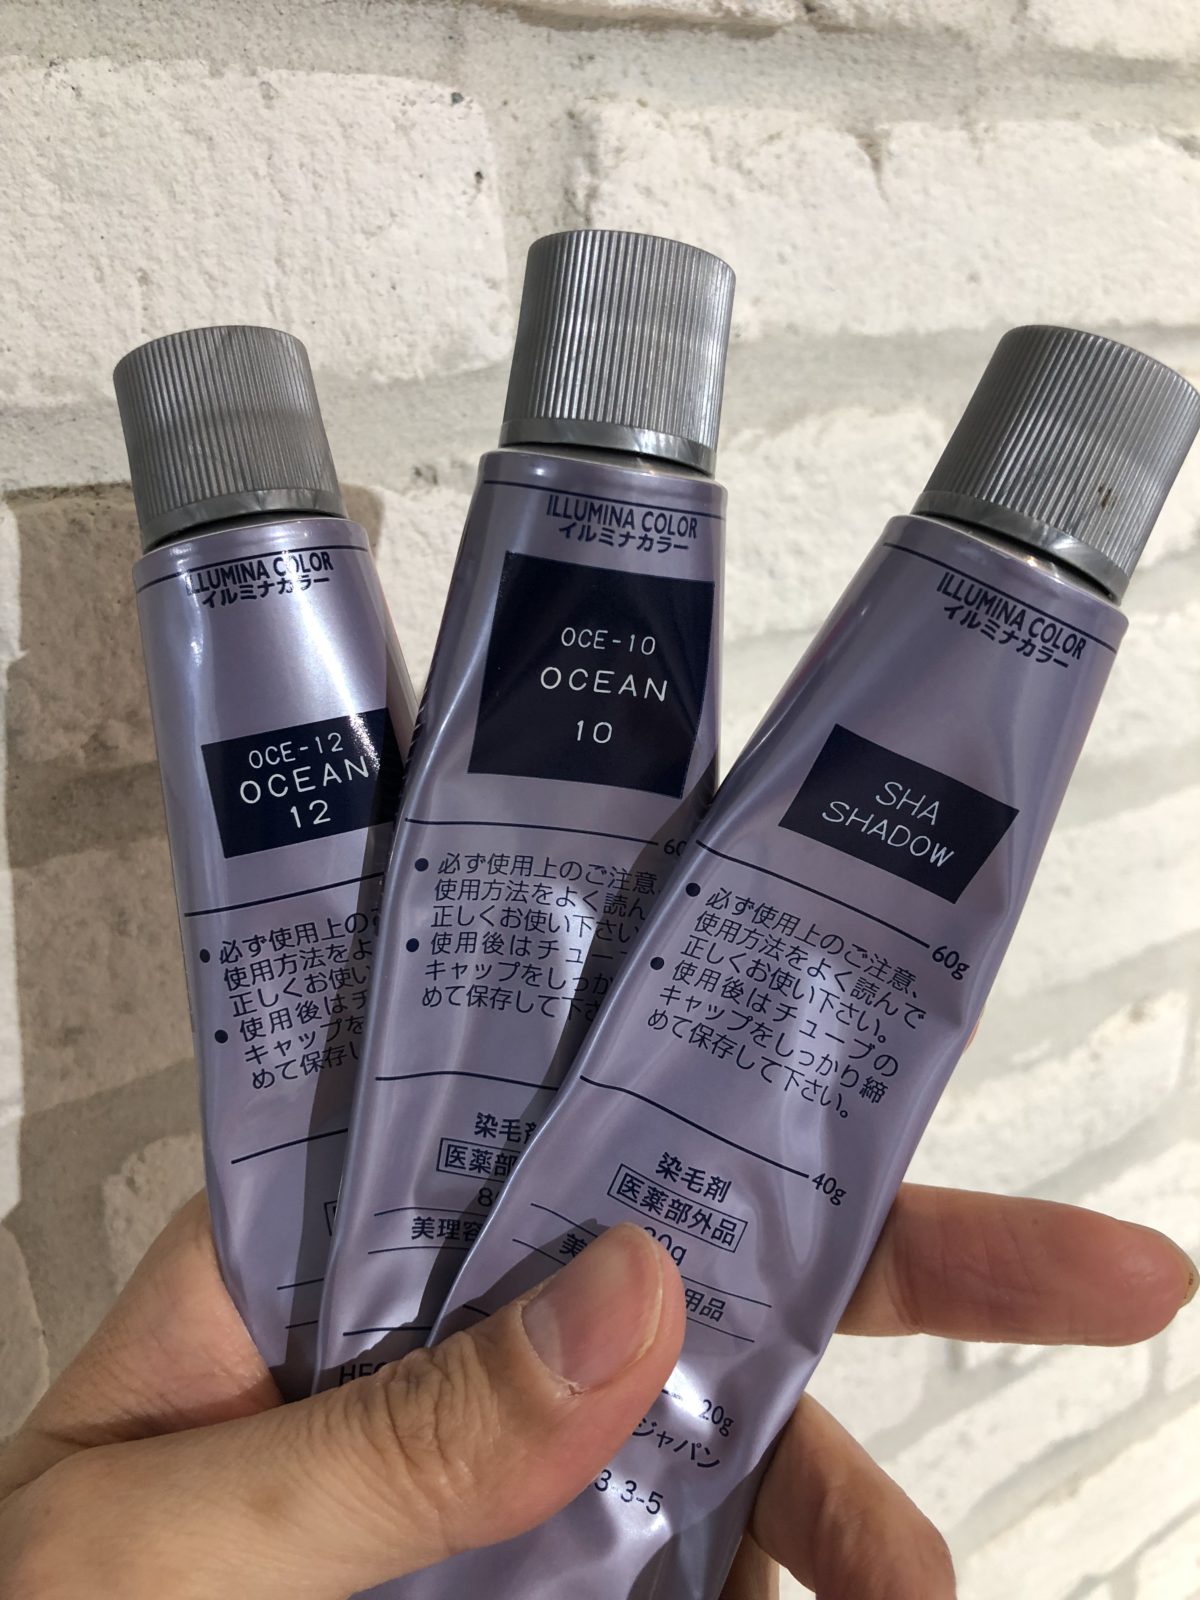 ILLUMINA COLOR
イルミナカラー
OCE-12
OCEAN
12
必ず使用上の
使用方法をよ
正しくお使い
使用後はチ
キャップを
めて保存し
ILLUMINA COLOR
イルミナカラー
OCE-10
OCEAN
10
60
● 必ず使用上のご注意、
使用方法をよく読ん
正しくお使い下さい
● 使用後はチュー
キャップをしっか
めて保存して下さ
染毛剤
医薬部
8
美理容
HFC
ILLUMINA COLOR
イルミナカラー
SHA
SHADOW
60g
● 必ず使用上のご注意、
使用方法をよく読んで
正しくお使い下さい。
● 使用後はチューブの
キャップをしっかり締
めて保存して下さい。
40g
染毛剤
医薬部外品
80g
美 用品
20g
ジャパン
3-3-5